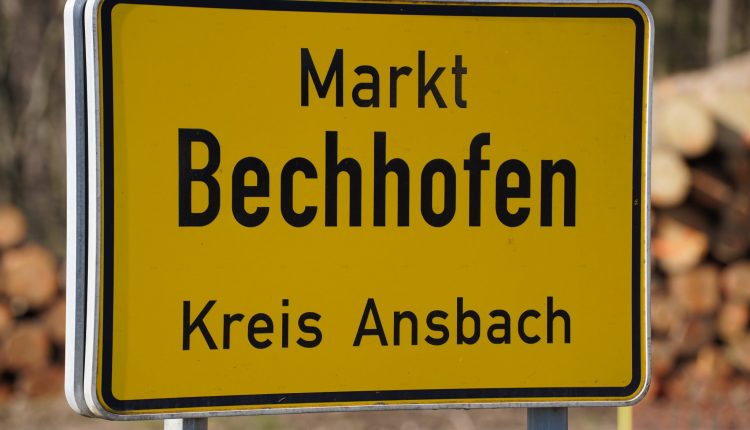 Markt
Bechhofen
Kreis Ansbach